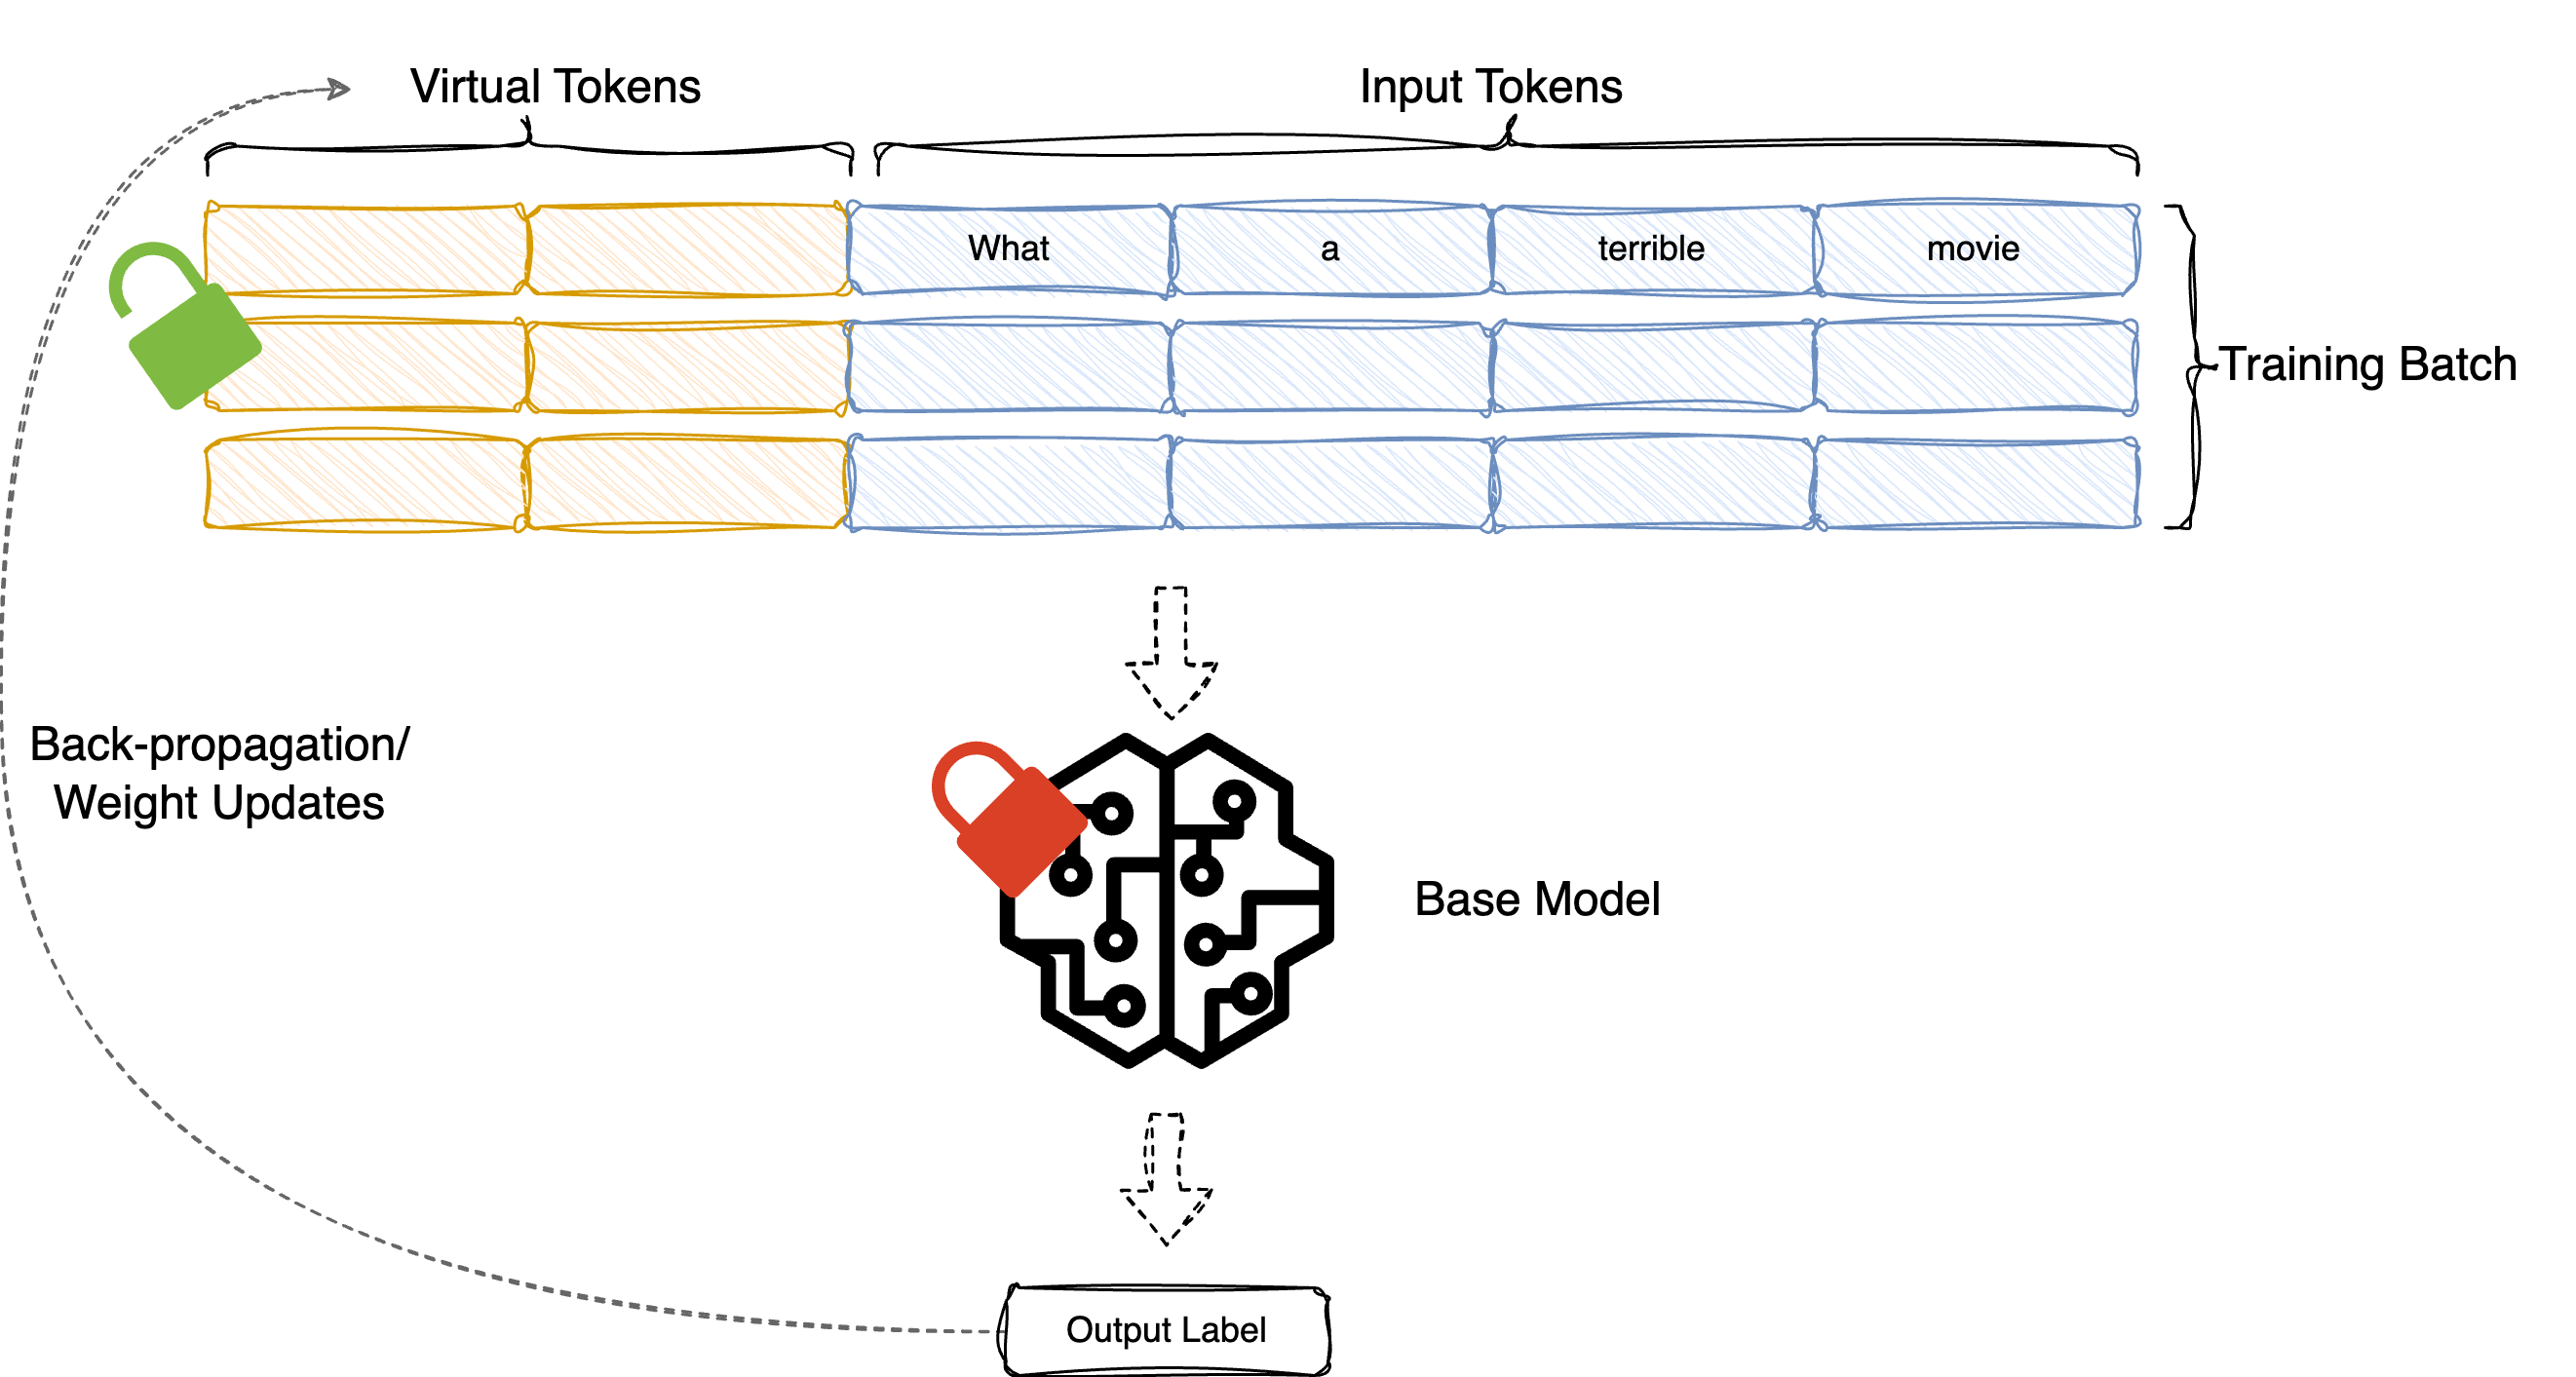 Virtual Tokens
Input Tokens
What
a
terrible
movie
Training Batch
Back-propagation/
Weight Updates
Base Model
Output Label